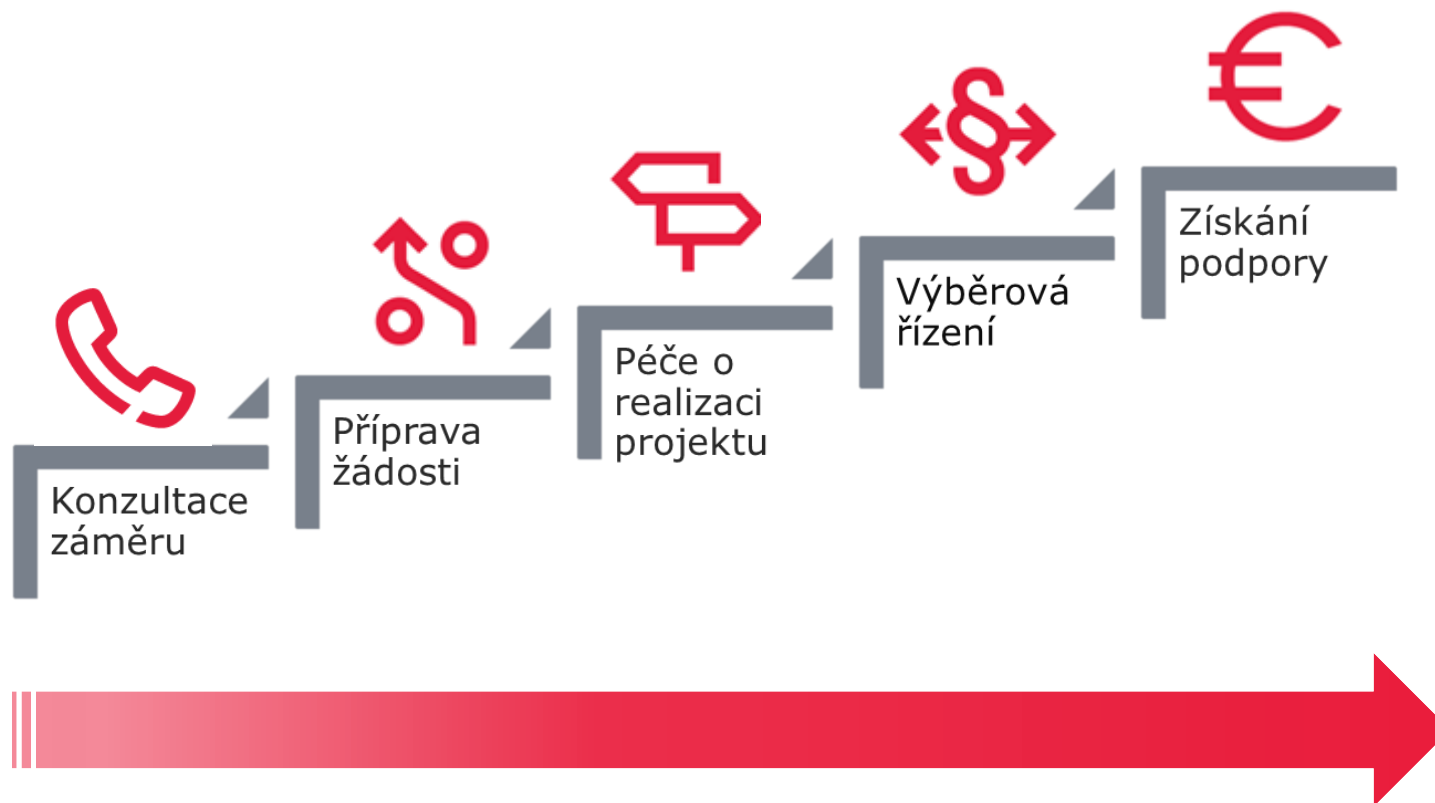 Konzultace
záměru
Příprava
žádosti
Péče o
realizaci
projektu
Výběrová
řízení
Získání
podpory